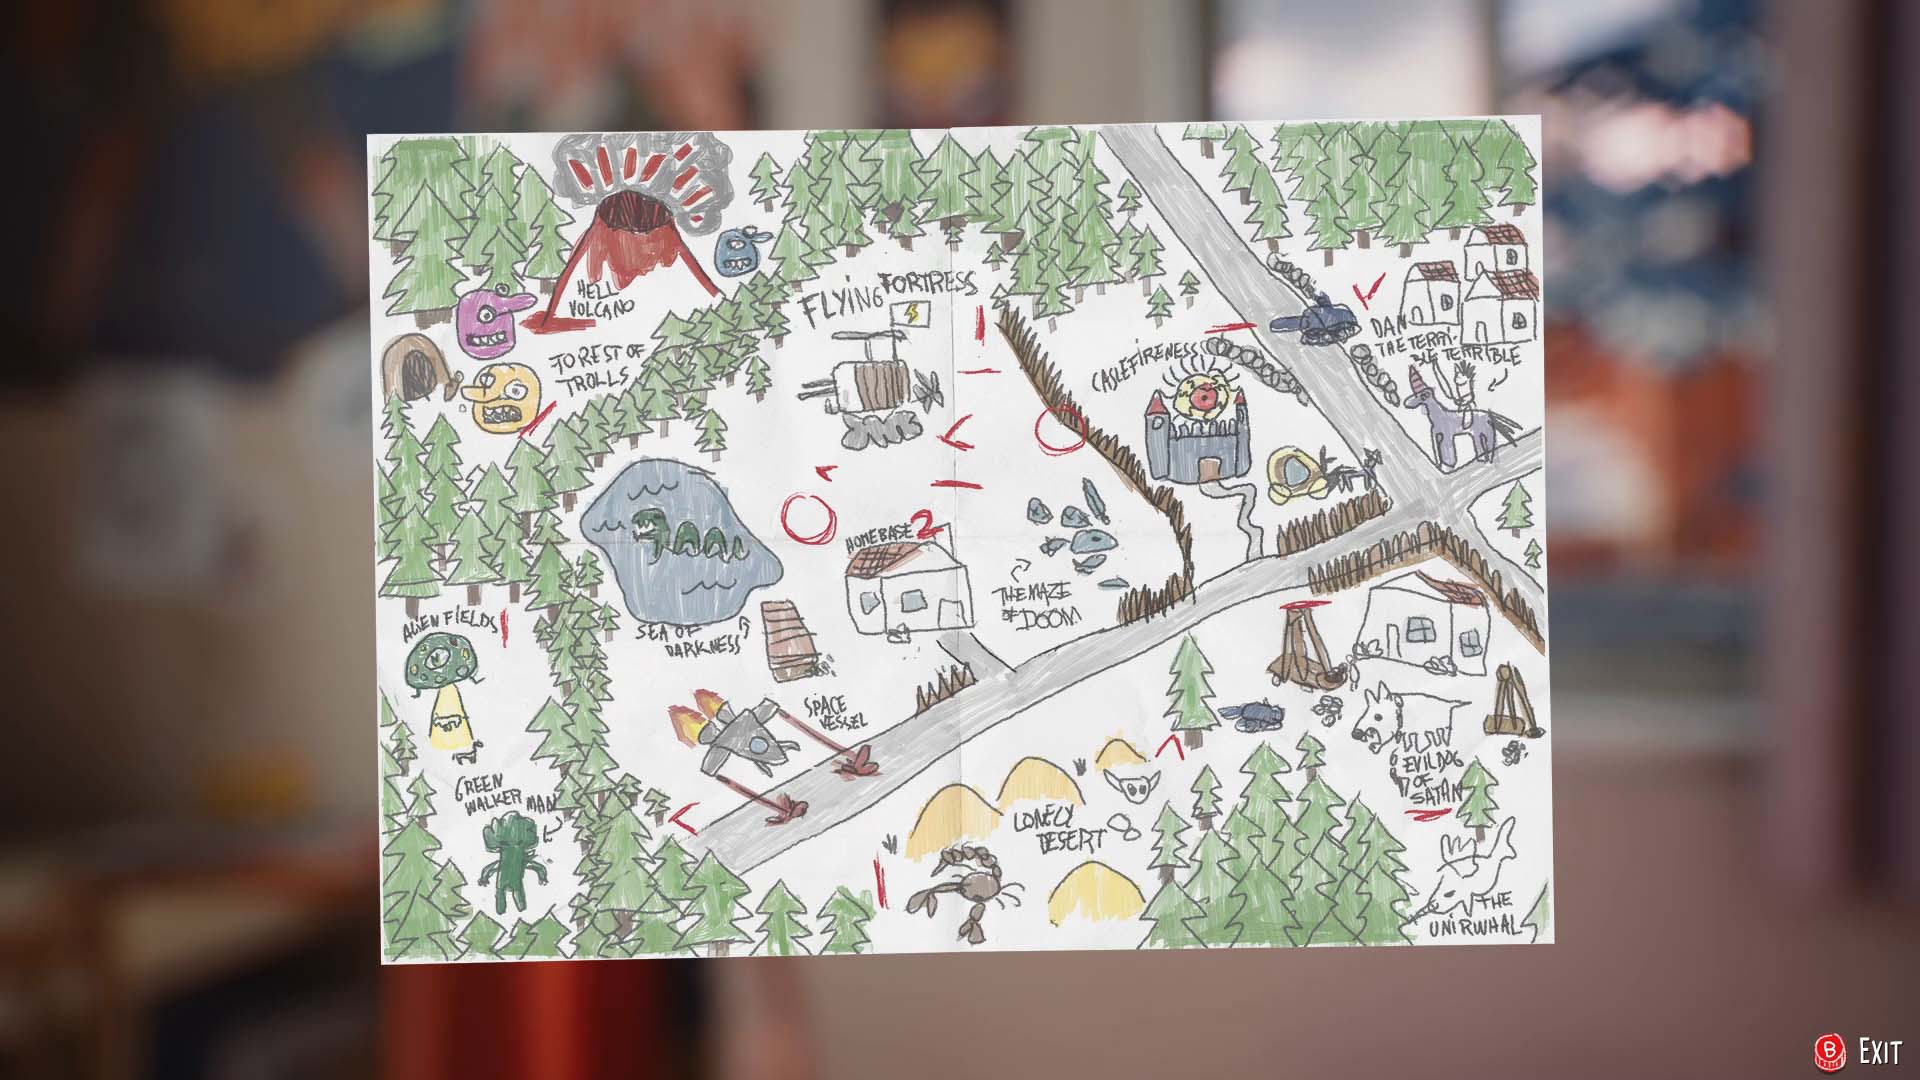 HELL
VOLCANO
FOREST OF
TROLLS
FLYING FORTRESS
CASLEFIRENESS
DAN
THE TERRI-
BLE TERRIBLE
HOMEBASE 2
THE MAZE
OF DOOM
SEA OF
DARKNESS
ALIEN FIELDS
SPACE
VESSEL
GREEN
WALKER MAN
LONELY
DESERT
EVIL DOG
OF
SATAN
THE
UNIRWHAL
B EXIT